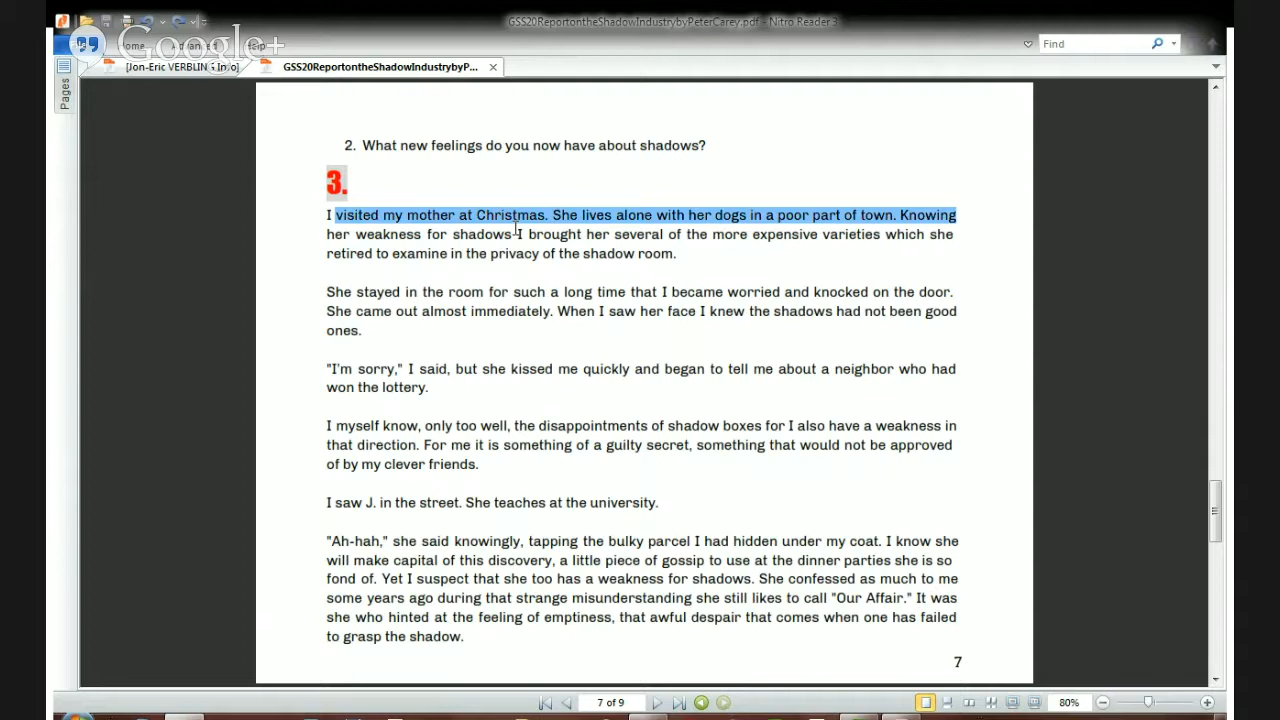 GSS20ReportontheShadowIndustrybyPeterCarey.pdf - Nitro Reader 3
Google+
File Home Advanced Help
Find
[Jon-Eric VERBLING Info] GSS20ReportontheShadowIndustrybyP...
Pages
2. What new feelings do you now have about shadows?
3.
I visited my mother at Christmas. She lives alone with her dogs in a poor part of town. Knowing
her weakness for shadows I brought her several of the more expensive varieties which she
retired to examine in the privacy of the shadow room.
She stayed in the room for such a long time that I became worried and knocked on the door.
She came out almost immediately. When I saw her face I knew the shadows had not been good
ones.
"I'm sorry," I said, but she kissed me quickly and began to tell me about a neighbor who had
won the lottery.
I myself know, only too well, the disappointments of shadow boxes for I also have a weakness in
that direction. For me it is something of a guilty secret, something that would not be approved
of by my clever friends.
I saw J. in the street. She teaches at the university.
"Ah-hah," she said knowingly, tapping the bulky parcel I had hidden under my coat. I know she
will make capital of this discovery, a little piece of gossip to use at the dinner parties she is so
fond of. Yet I suspect that she too has a weakness for shadows. She confessed as much to me
some years ago during that strange misunderstanding she still likes to call "Our Affair." It was
she who hinted at the feeling of emptiness, that awful despair that comes when one has failed
to grasp the shadow.
7
7 of 9
80%